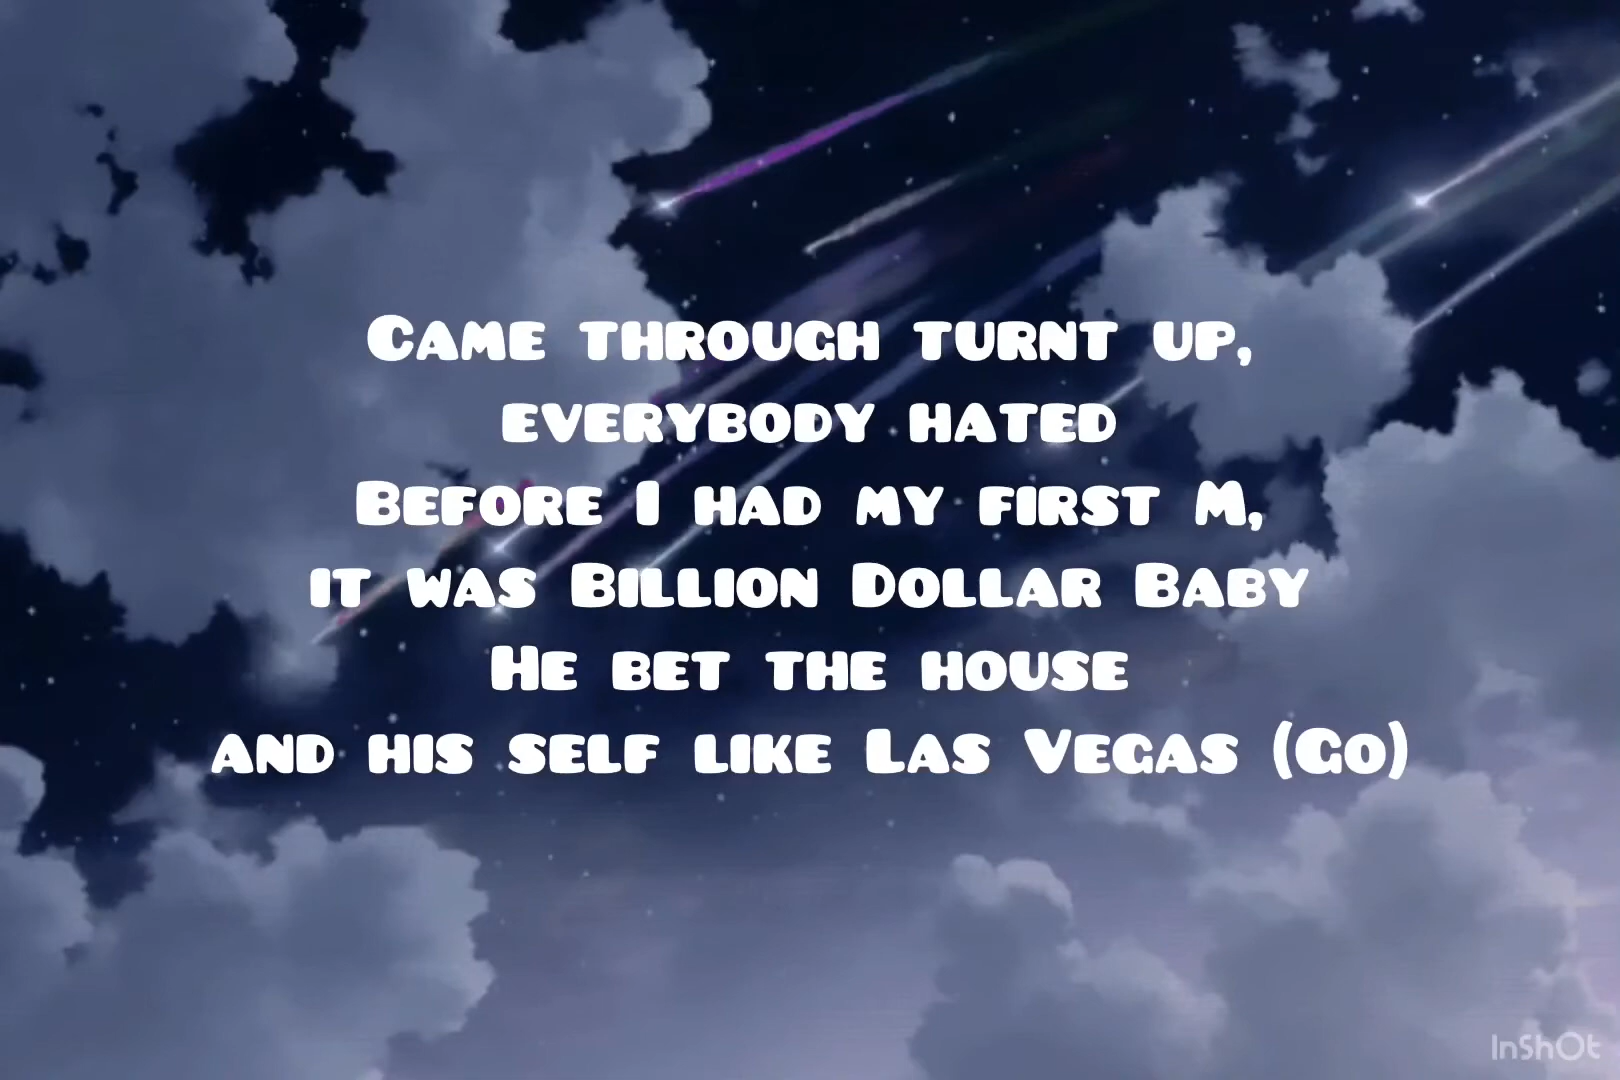 Came through turnt up,
everybody hated
Before I had my first M,
it was Billion Dollar Baby
He bet the house
and his self like Las Vegas (Go)
InShOt